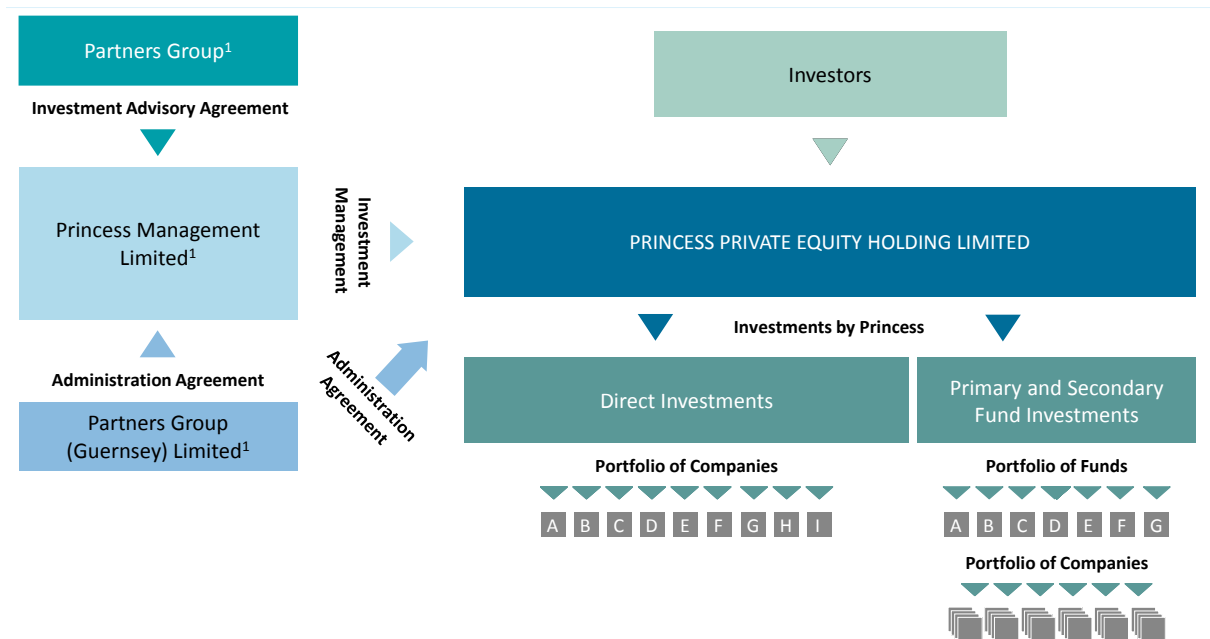 Partners Group1
Investment Advisory Agreement
Princess Management
Limited1
Administration Agreement
Partners Group
(Guernsey) Limited1
Investment
Management
Administration
Agreement
Investors
PRINCESS PRIVATE EQUITY HOLDING LIMITED
Investments by Princess
Direct Investments
Primary and Secondary
Fund Investments
Portfolio of Companies
A B C D E F G H I
Portfolio of Funds
A B C D E F G
Portfolio of Companies